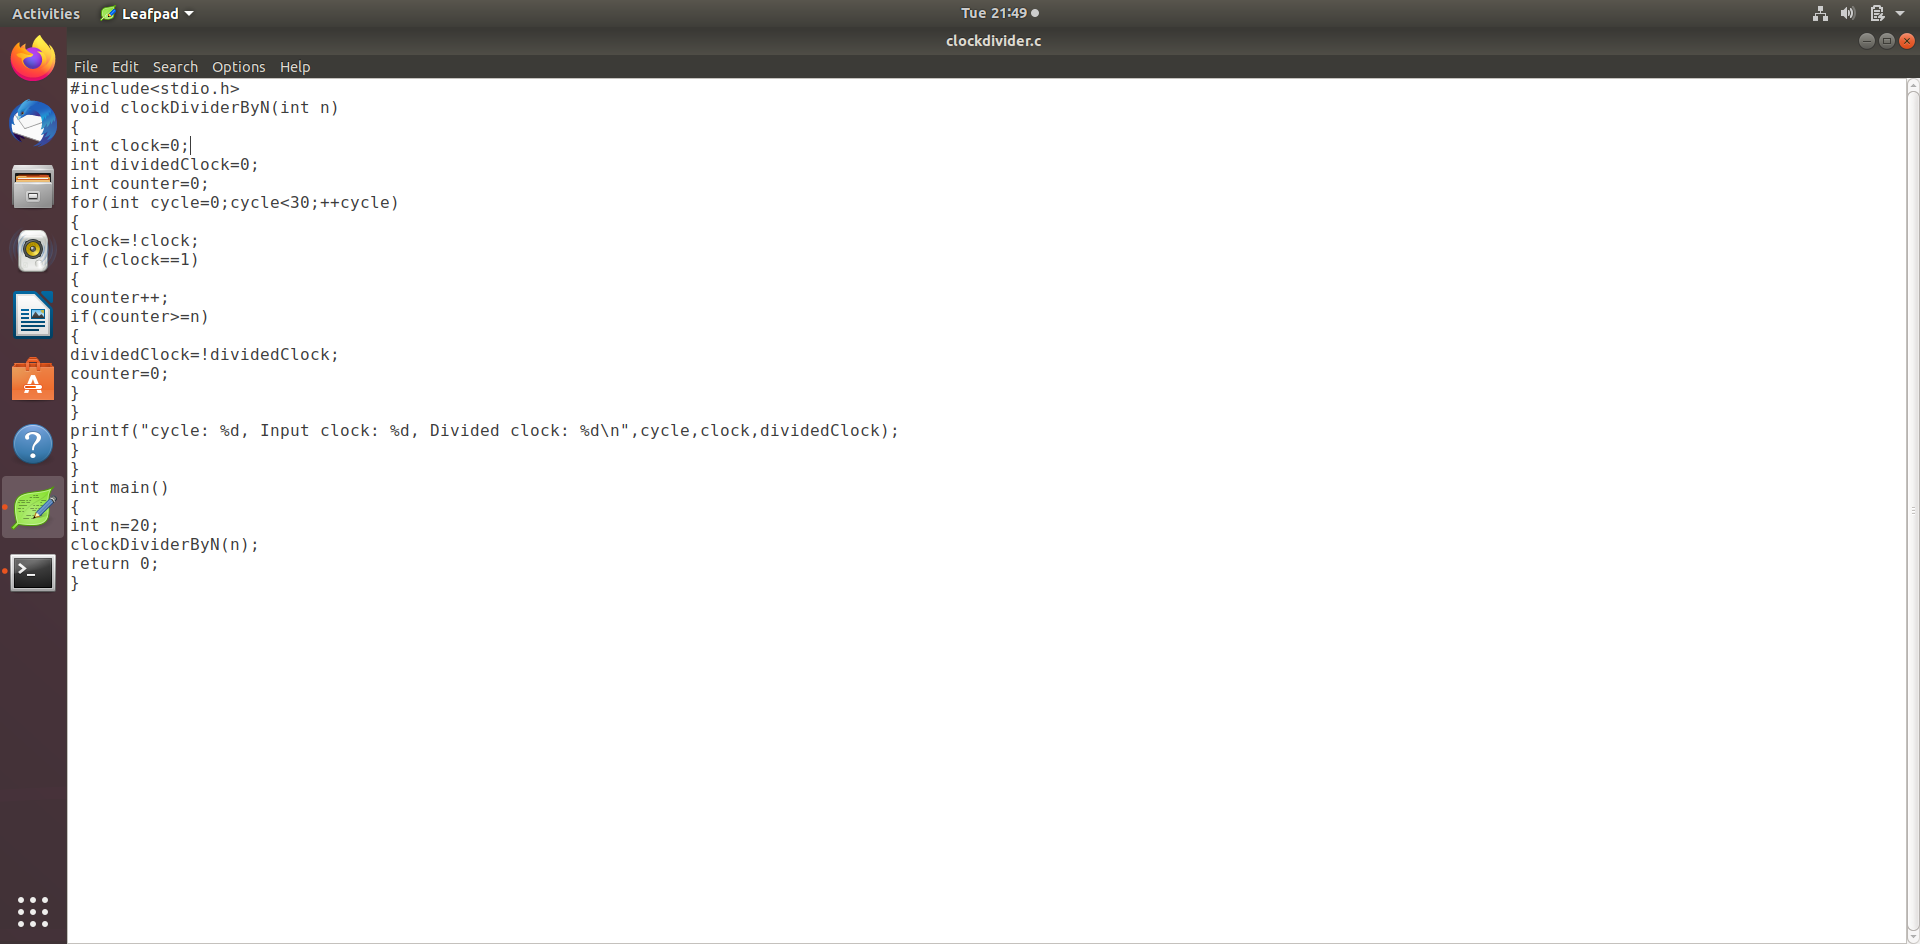 Activities Leafpad Tue 21:49
clockdivider.c
File Edit Search Options Help
#include<stdio.h>
void clockDividerByN(int n)
{
int clock=0;
int dividedClock=0;
int counter=0;
for(int cycle=0;cycle<30;++cycle)
{
clock=!clock;
if (clock==1)
{
counter++;
if(counter>=n)
{
dividedClock=!dividedClock;
counter=0;
}
}
printf("cycle: %d, Input clock: %d, Divided clock: %d\n",cycle,clock,dividedClock);
}
}
int main()
{
int n=20;
clockDividerByN(n);
return 0;
}